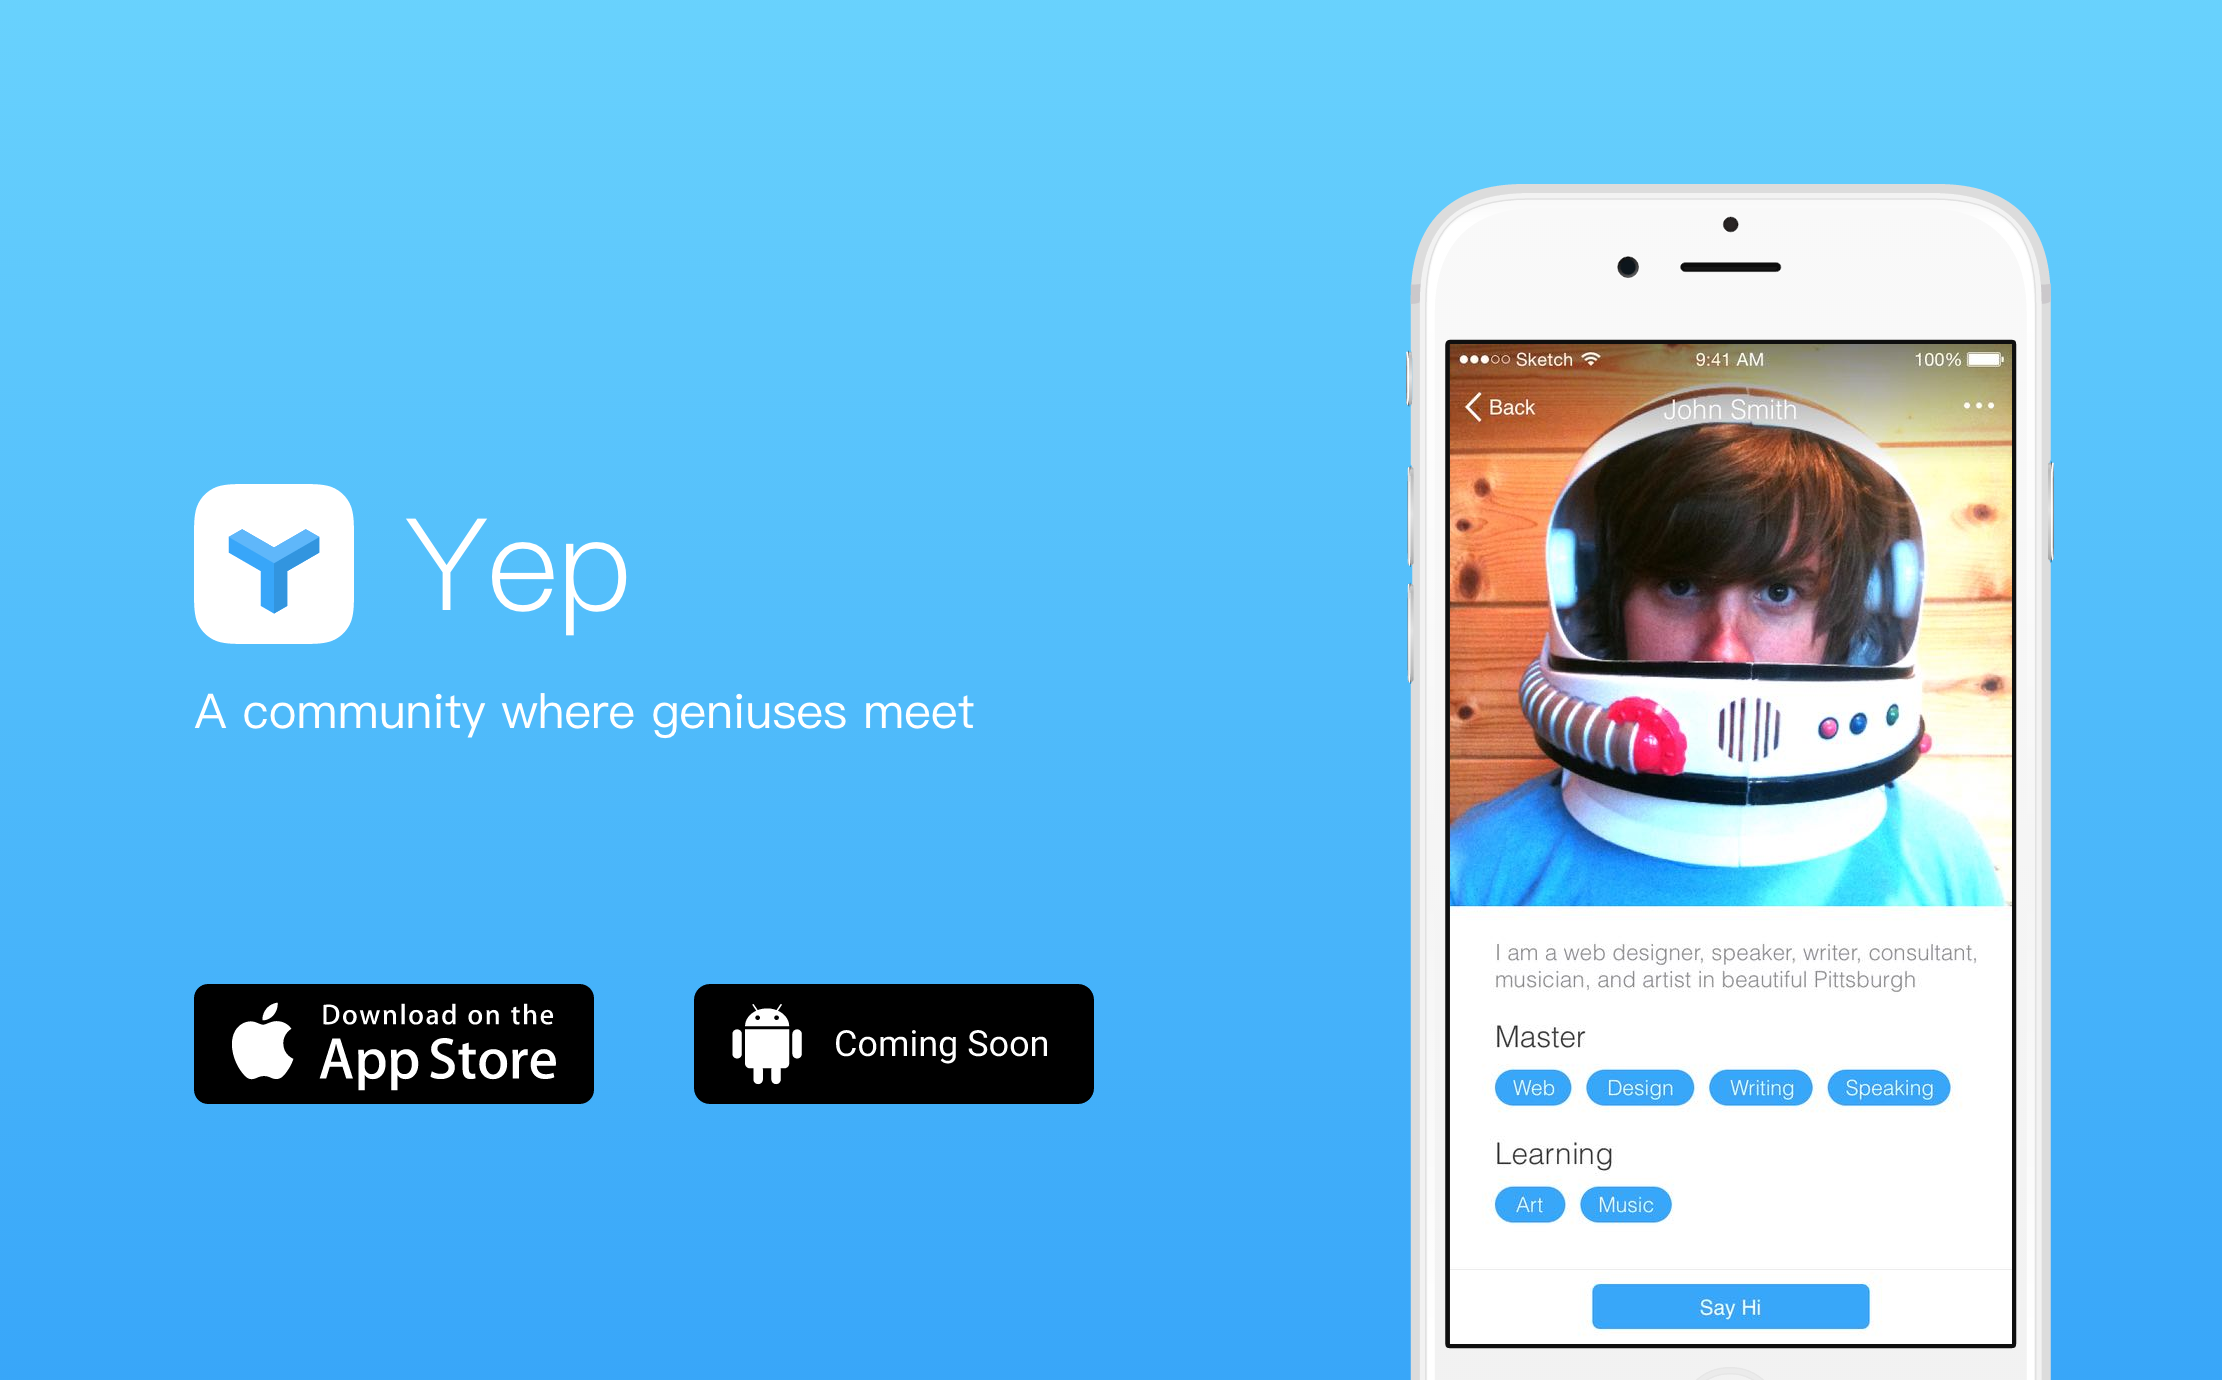 Yep
A community where geniuses meet
Download on the
App Store
Coming Soon
Sketch 9:41 AM 100%
Back John Smith
I am a web designer, speaker, writer, consultant,
musician, and artist in beautiful Pittsburgh
Master
Web Design Writing Speaking
Learning
Art Music
Say Hi